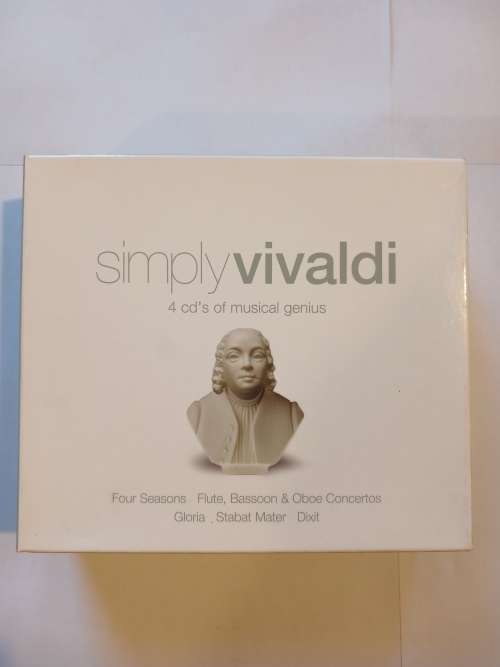 simplyvivaldi
4 cd's of musical genius
Four Seasons Flute, Bassoon & Oboe Concertos
Gloria , Stabat Mater Dixit